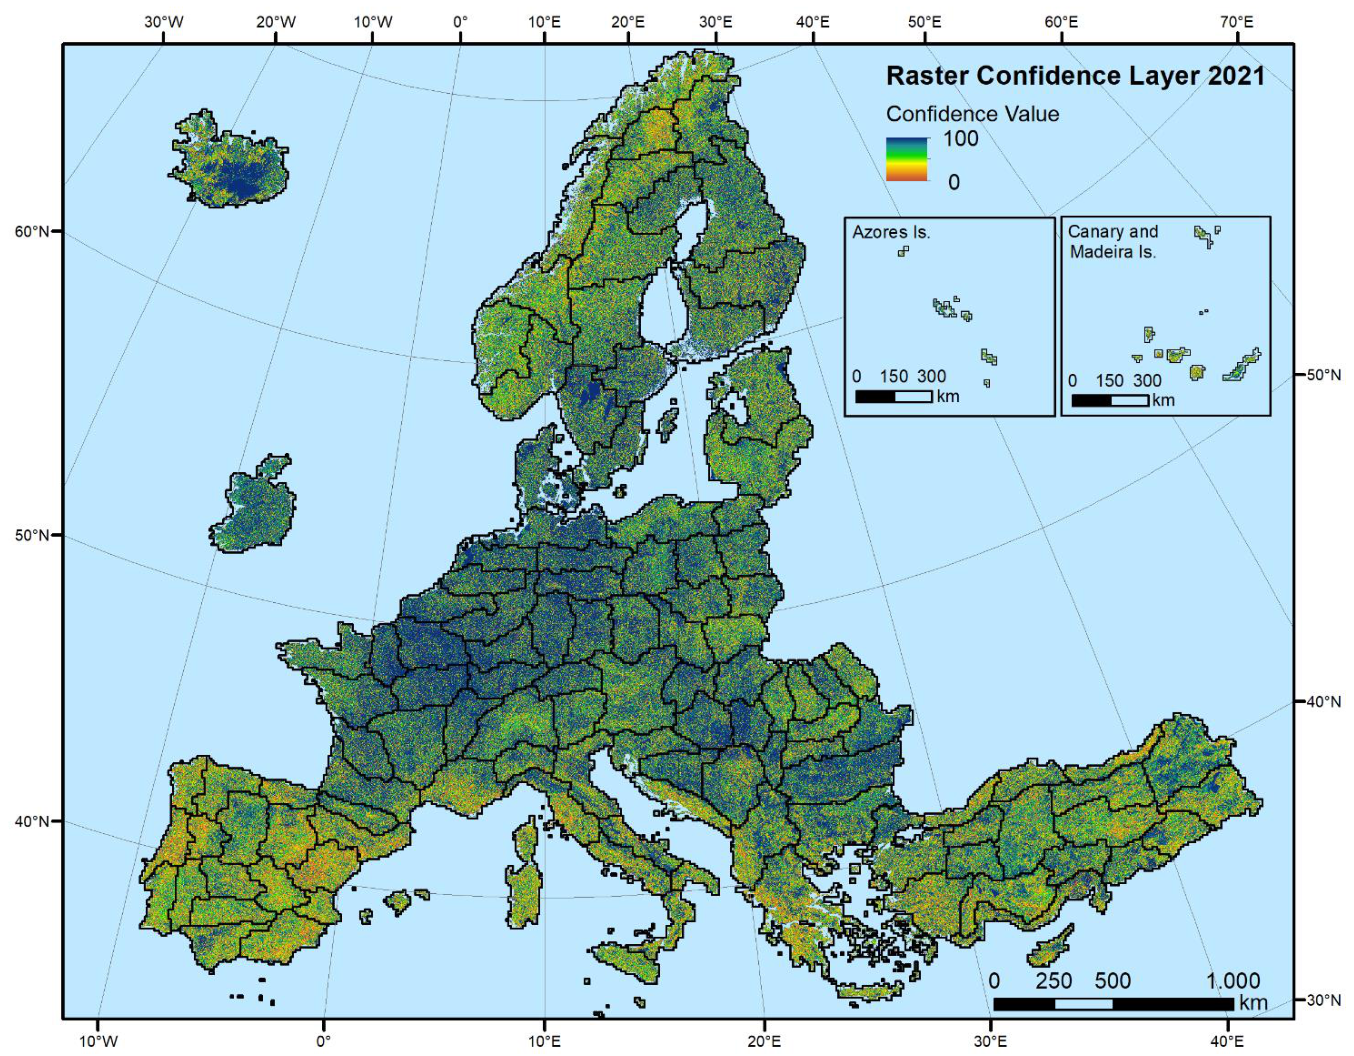 30°W 20°W 10°W 0° 10°E 20°E 30°E 40°E 50°E 60°E 70°E
Raster Confidence Layer 2021
Confidence Value
100
0
60°N
50°N
40°N
50°N
40°N
30°N
Azores Is.
0 150 300
km
Canary and
Madeira Is.
0 150 300
km
0 250 500 1.000
km
10°W 0° 10°E 20°E 30°E 40°E